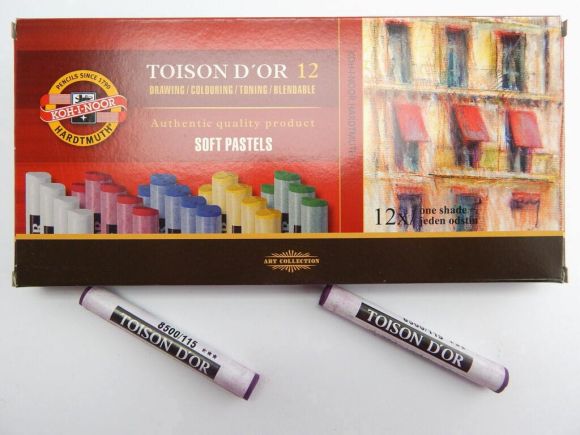 PENCILS SINCE 1790
KOH-I-NOOR
HARDTMUTH
TOISON D´OR 12
DRAWING/COLOURING/TONING/BLENDABLE
Authentic quality product
SOFT PASTELS
12x/
one shade
jeden odstín
ART COLLECTION
8500/115 ***
TOISON D'OR
8500/115 ***
TOISON D'OR